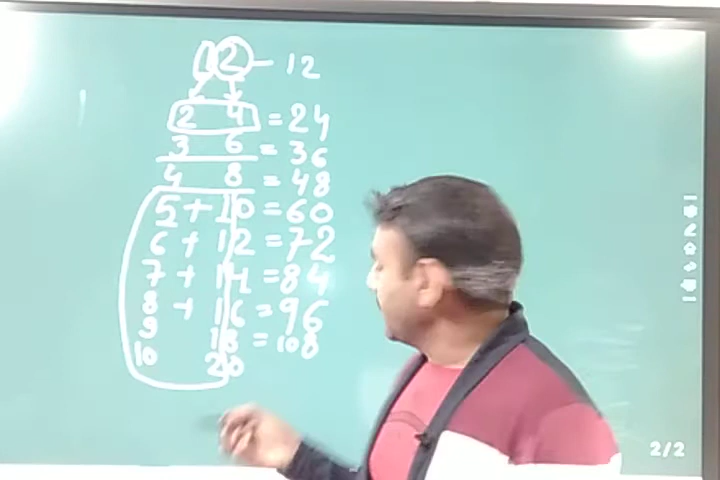 12 - 12
2 4 = 24
3 6 = 36
4 8 = 48
5 + 10 = 60
6 + 12 = 72
7 + 14 = 84
8 + 16 = 96
9 18 = 108
10 20
2/2